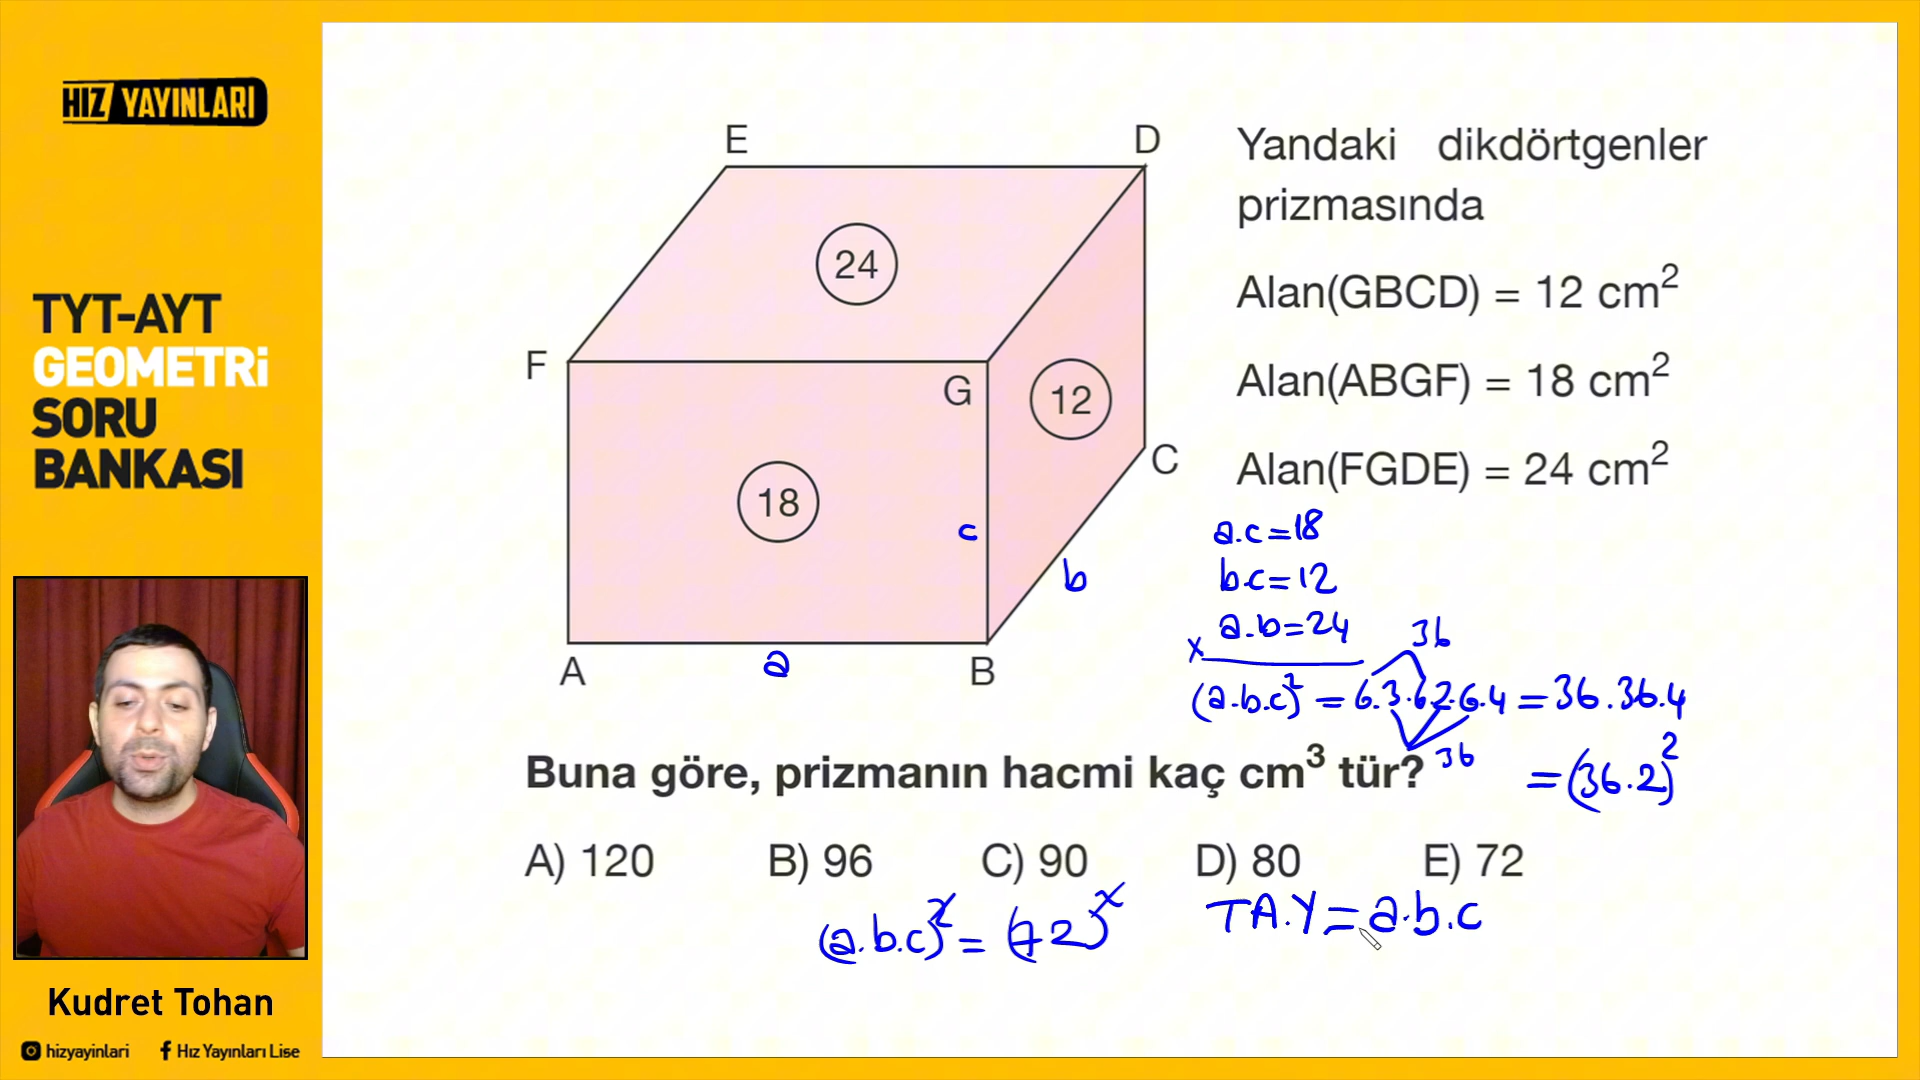 HIZ YAYINLARI
TYT-AYT
GEOMETRİ
SORU
BANKASI
Kudret Tohan
hizyayinlari
Hız Yayınları Lise
E
D
24
F
G
12
C
18
c
b
A
a
B
Yandaki dikdörtgenler
prizmasında
Alan(GBCD) = 12 cm²
Alan(ABGF) = 18 cm²
Alan(FGDE) = 24 cm²
a.c=18
b.c=12
x a.b=24
36
(a.b.c)² = 6.3.6.2.6.4 = 36.36.4
36
=(36.2)²
Buna göre, prizmanın hacmi kaç cm³ tür?
A) 120 B) 96 C) 90 D) 80 E) 72
(a.b.c)² = (72)²
T.A.Y = a.b.c